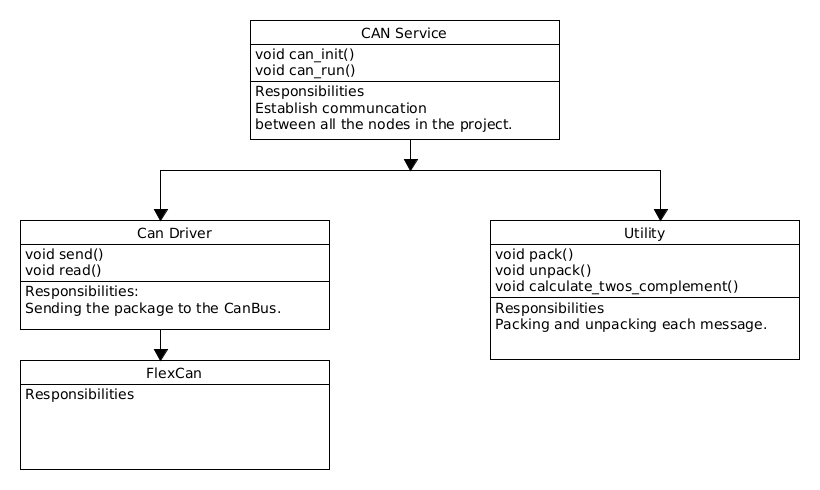 CAN Service
void can_init()
void can_run()
Responsibilities
Establish communcation
between all the nodes in the project.
Can Driver
void send()
void read()
Responsibilities:
Sending the package to the CanBus.
Utility
void pack()
void unpack()
void calculate_twos_complement()
Responsibilities
Packing and unpacking each message.
FlexCan
Responsibilities